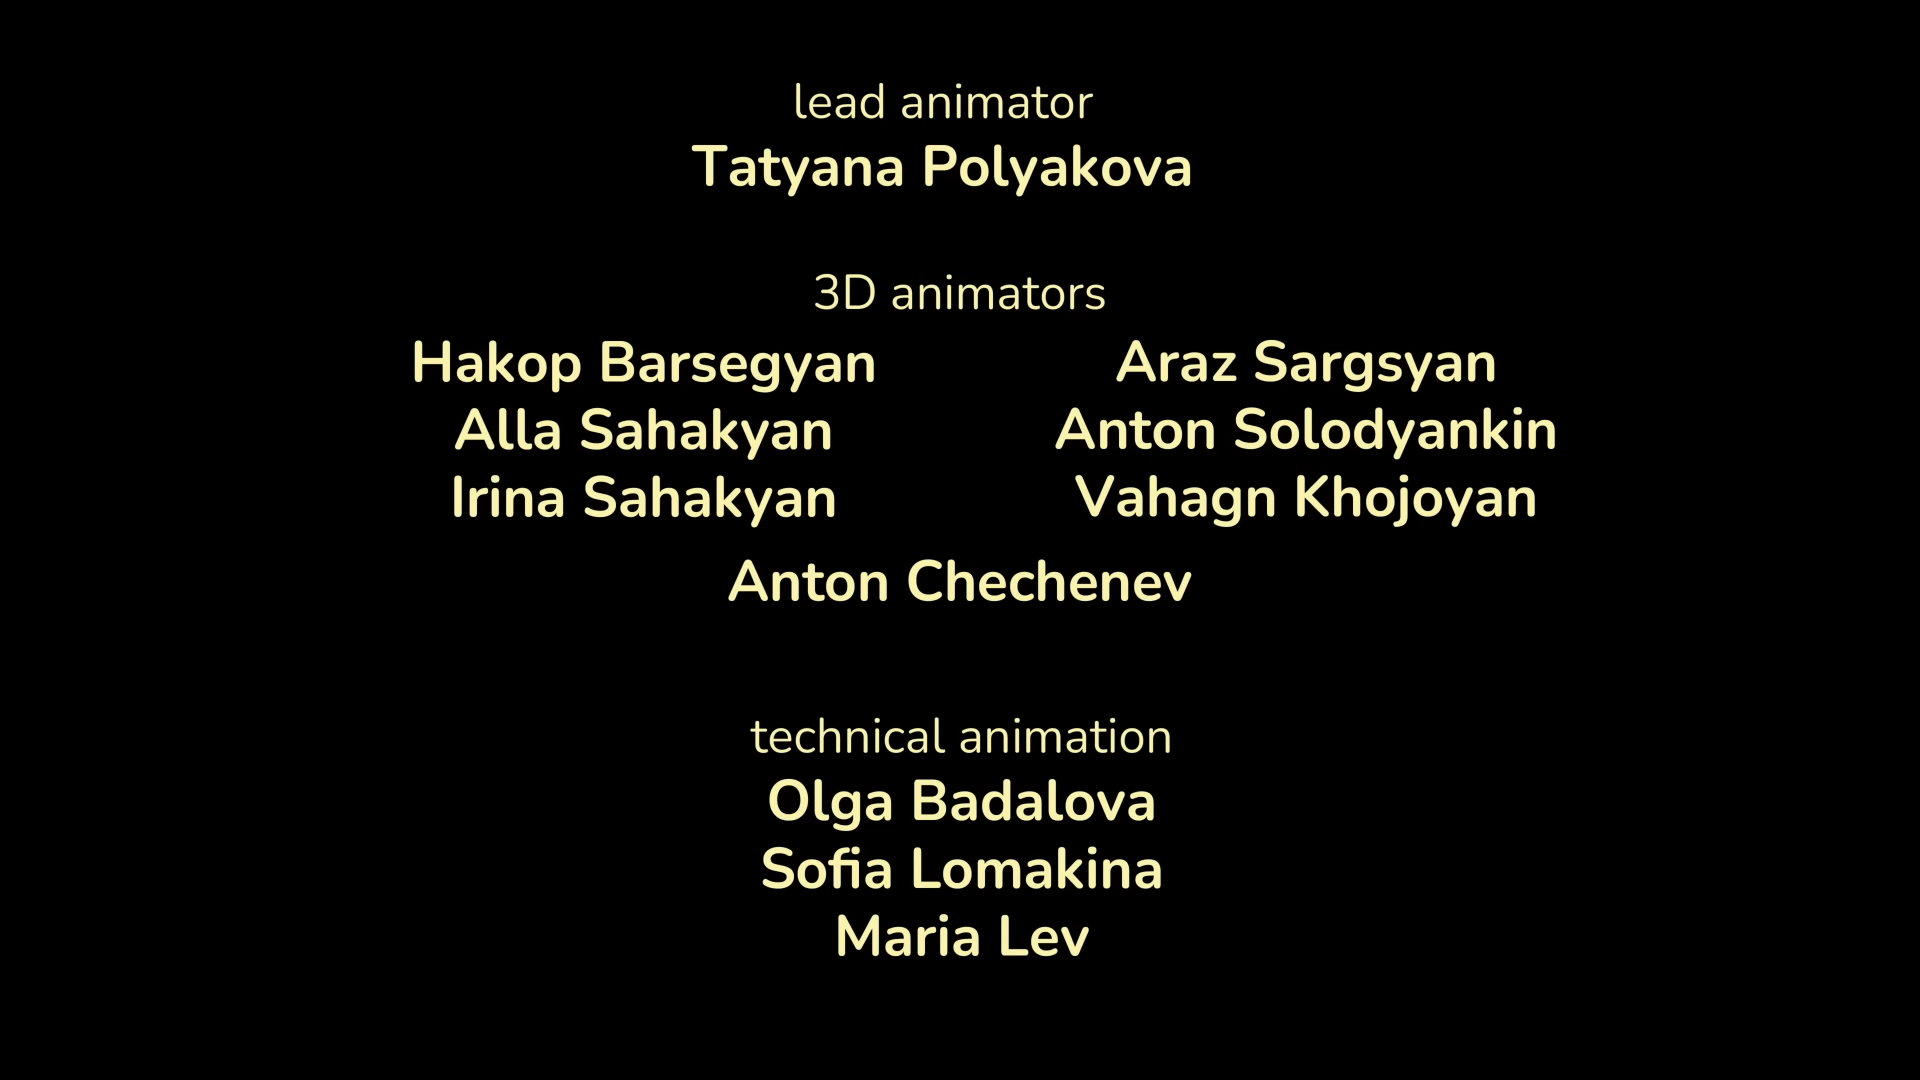 lead animator
Tatyana Polyakova
3D animators
Hakop Barsegyan
Alla Sahakyan
Irina Sahakyan
Araz Sargsyan
Anton Solodyankin
Vahagn Khojoyan
Anton Chechenev
technical animation
Olga Badalova
Sofia Lomakina
Maria Lev